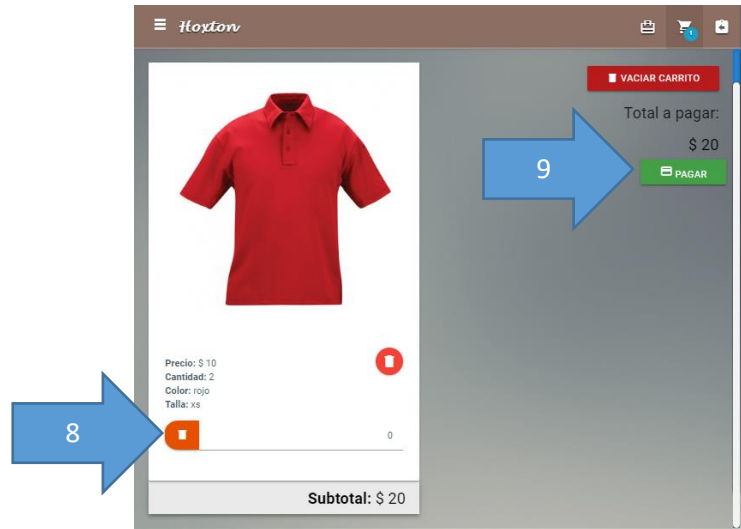 Hoxton
1
VACIAR CARRITO
Total a pagar:
$ 20
9
PAGAR
Precio: $ 10
Cantidad: 2
Color: rojo
Talla: xs
8
0
Subtotal: $ 20